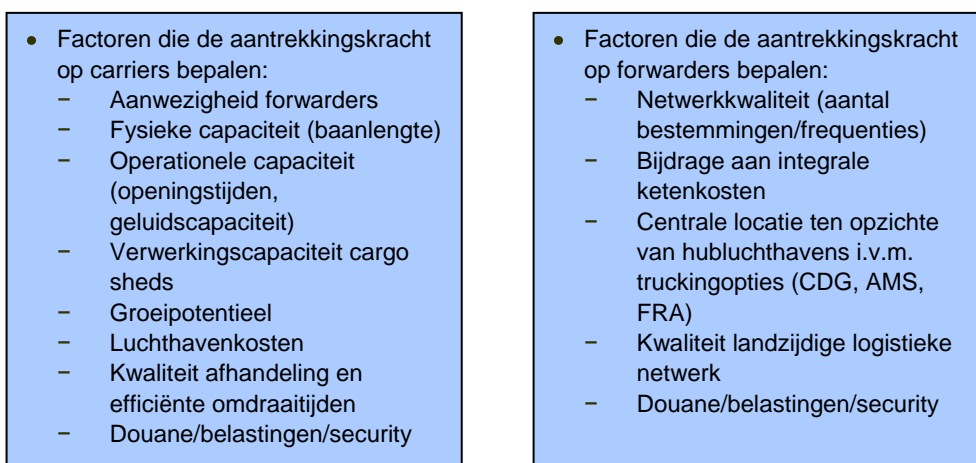 • Factoren die de aantrekkingskracht
op carriers bepalen:
− Aanwezigheid forwarders
− Fysieke capaciteit (baanlengte)
− Operationele capaciteit
(openingstijden,
geluidscapaciteit)
− Verwerkingscapaciteit cargo
sheds
− Groeipotentieel
− Luchthavenkosten
− Kwaliteit afhandeling en
efficiënte omdraaitijden
− Douane/belastingen/security
• Factoren die de aantrekkingskracht
op forwarders bepalen:
− Netwerkkwaliteit (aantal
bestemmingen/frequenties)
− Bijdrage aan integrale
ketenkosten
− Centrale locatie ten opzichte
van hubluchthavens i.v.m.
truckingopties (CDG, AMS,
FRA)
− Kwaliteit landzijdige logistieke
netwerk
− Douane/belastingen/security